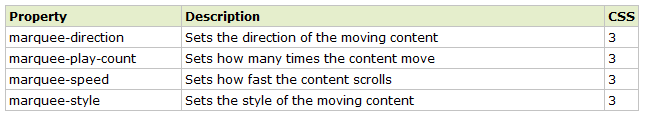 Property Description CSS
marquee-direction Sets the direction of the moving content 3
marquee-play-count Sets how many times the content move 3
marquee-speed Sets how fast the content scrolls 3
marquee-style Sets the style of the moving content 3